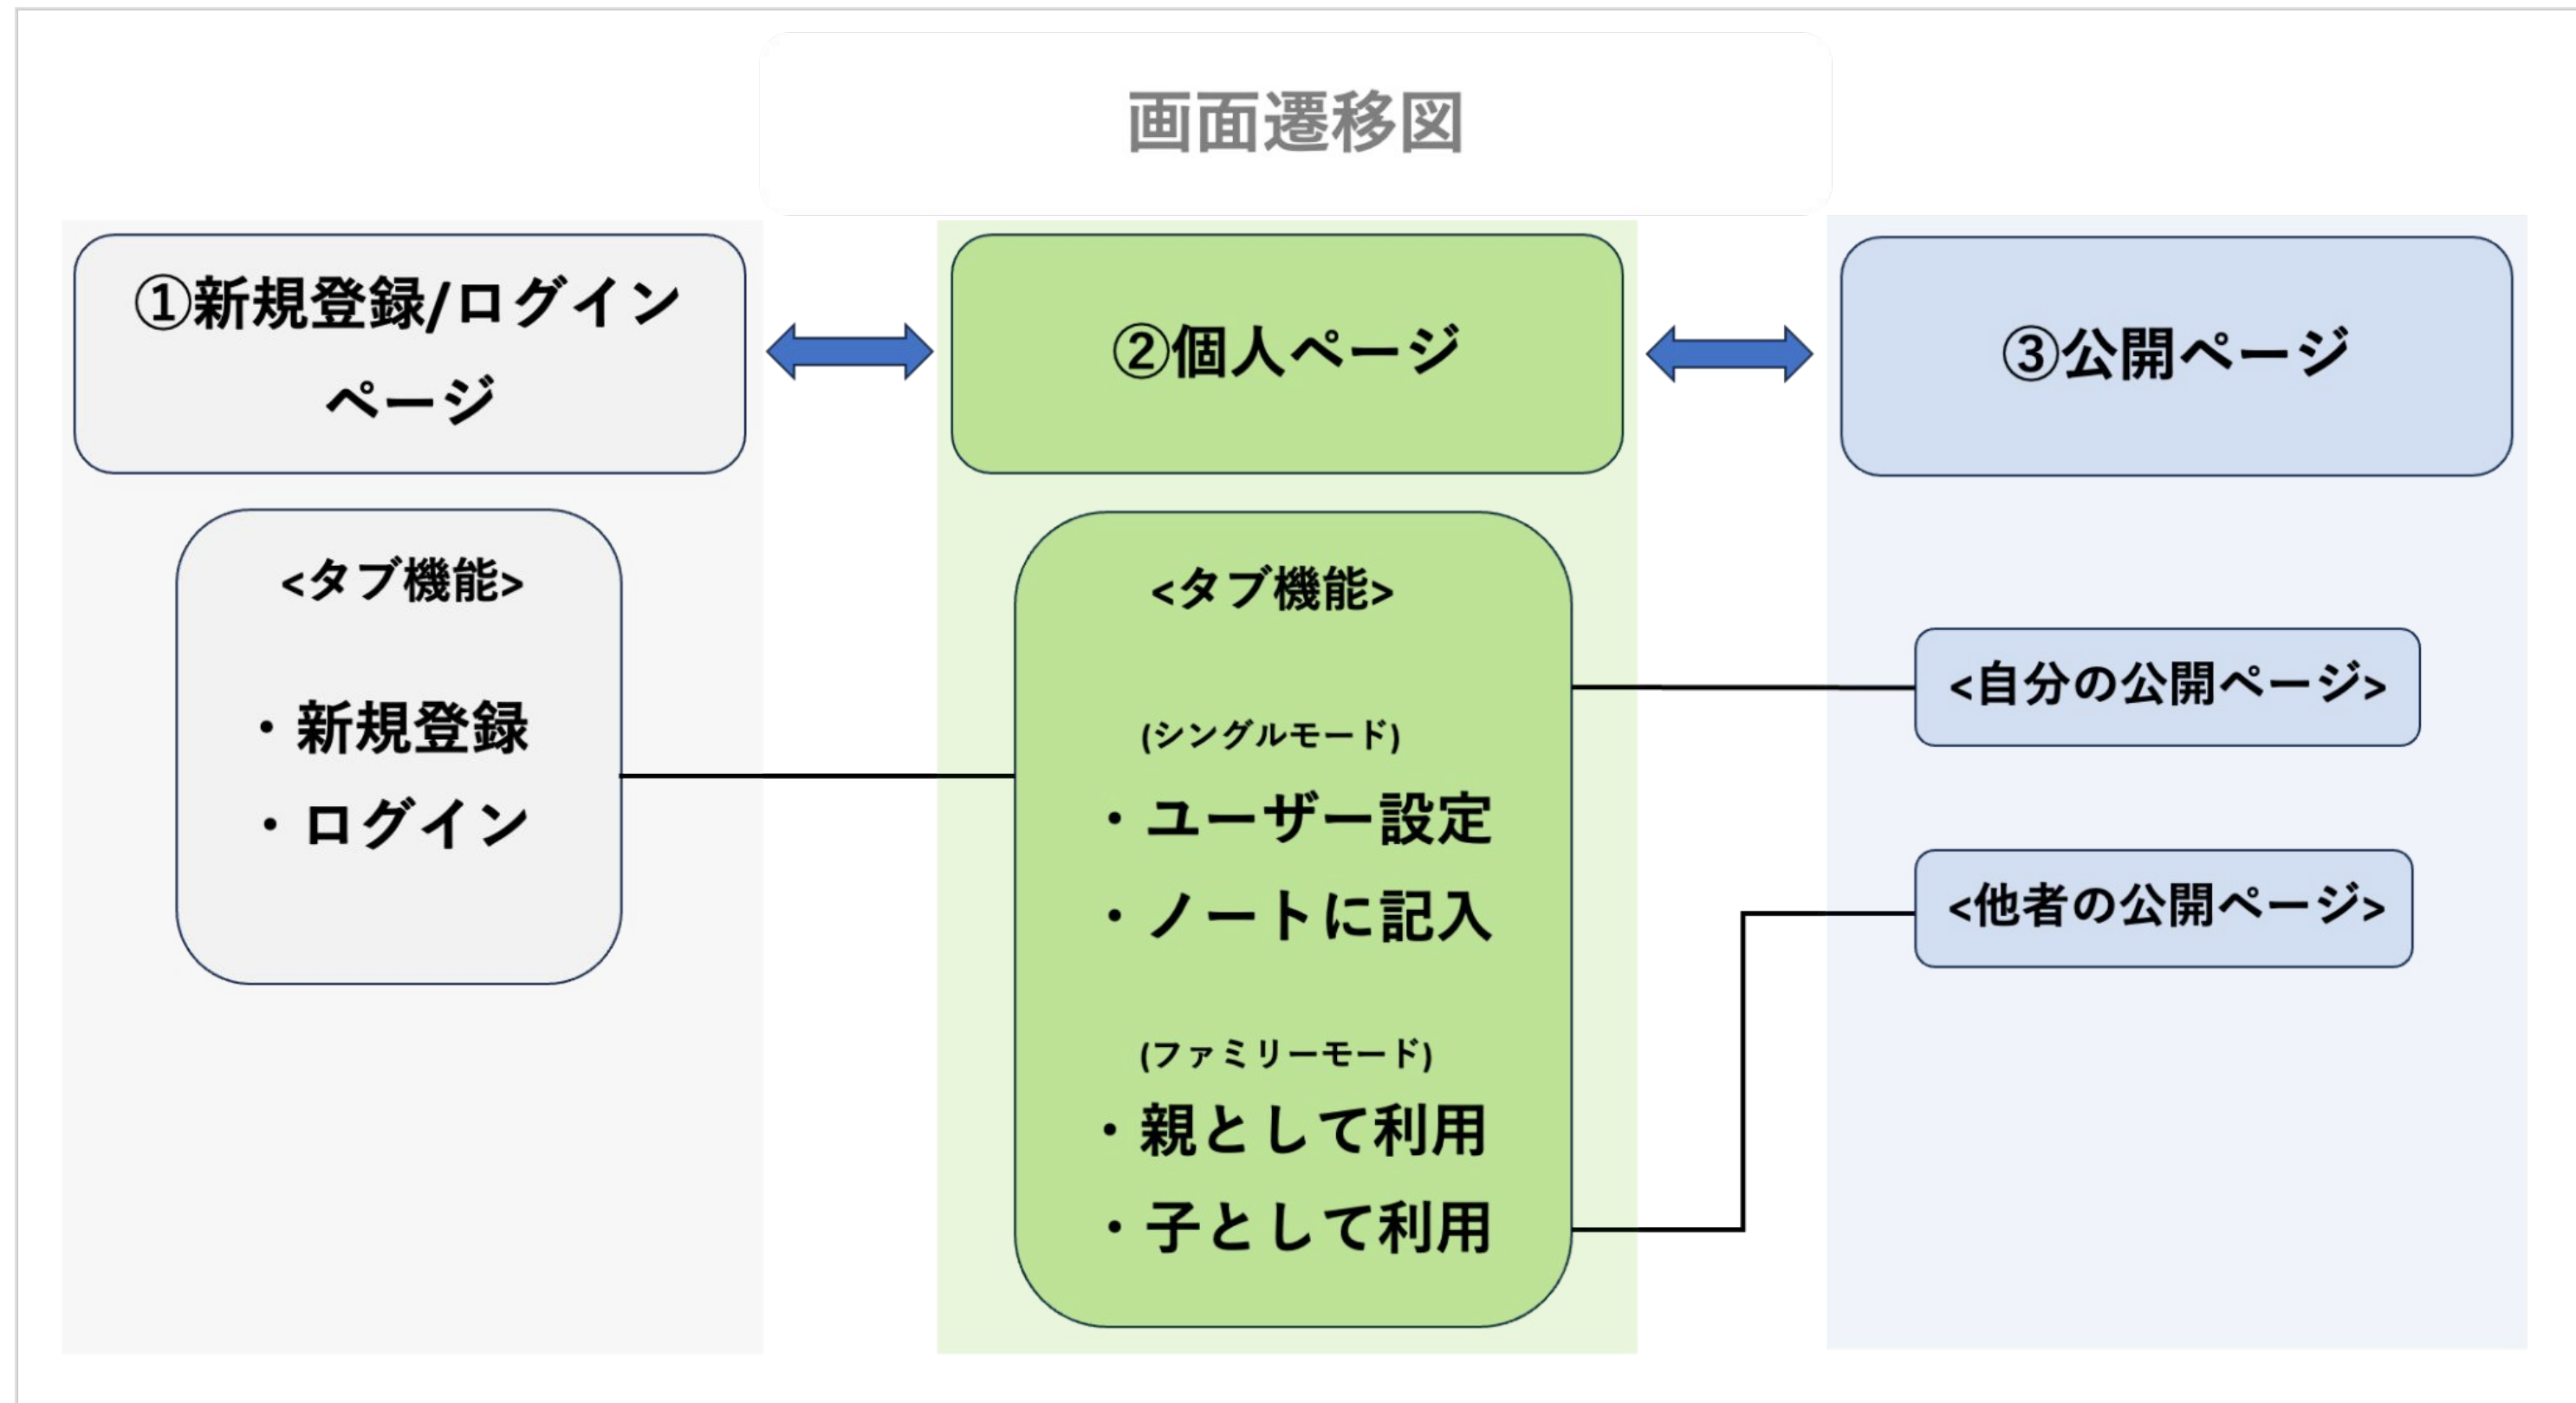 画面遷移図
①新規登録/ログイン
ページ
<タブ機能>
・新規登録
・ログイン
②個人ページ
<タブ機能>
(シングルモード)
・ユーザー設定
・ノートに記入
(ファミリーモード)
・親として利用
・子として利用
③公開ページ
<自分の公開ページ>
<他者の公開ページ>